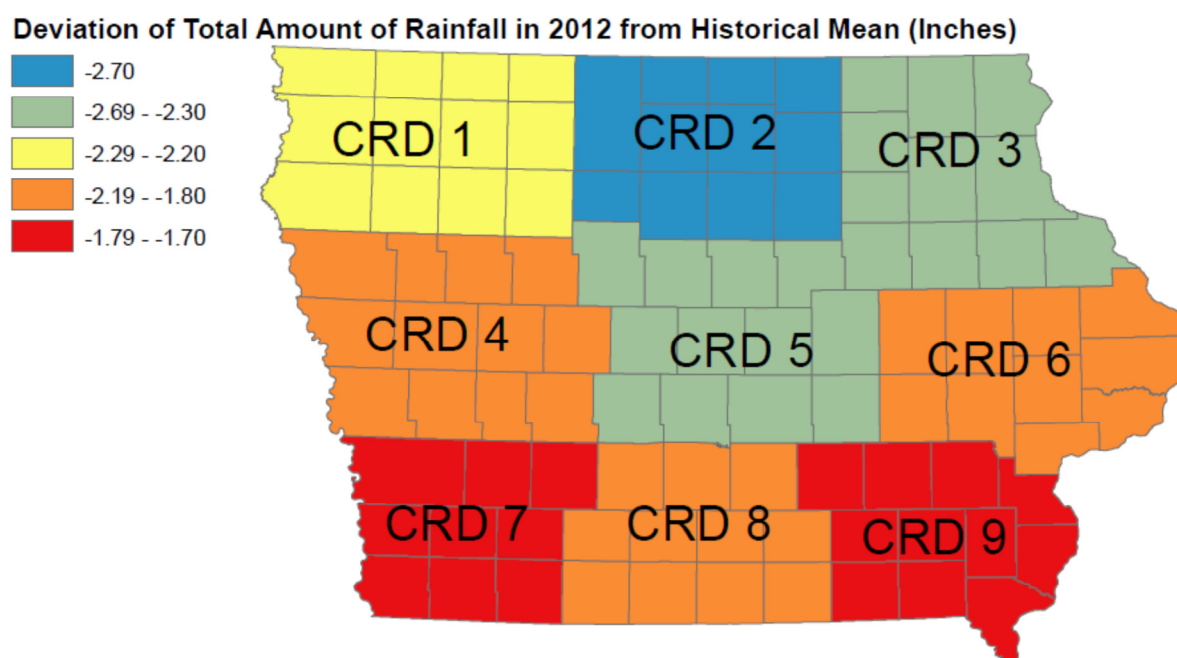 Deviation of Total Amount of Rainfall in 2012 from Historical Mean (Inches)
-2.70
-2.69 - -2.30
-2.29 - -2.20
-2.19 - -1.80
-1.79 - -1.70
CRD 1
CRD 2
CRD 3
CRD 4
CRD 5
CRD 6
CRD 7
CRD 8
CRD 9